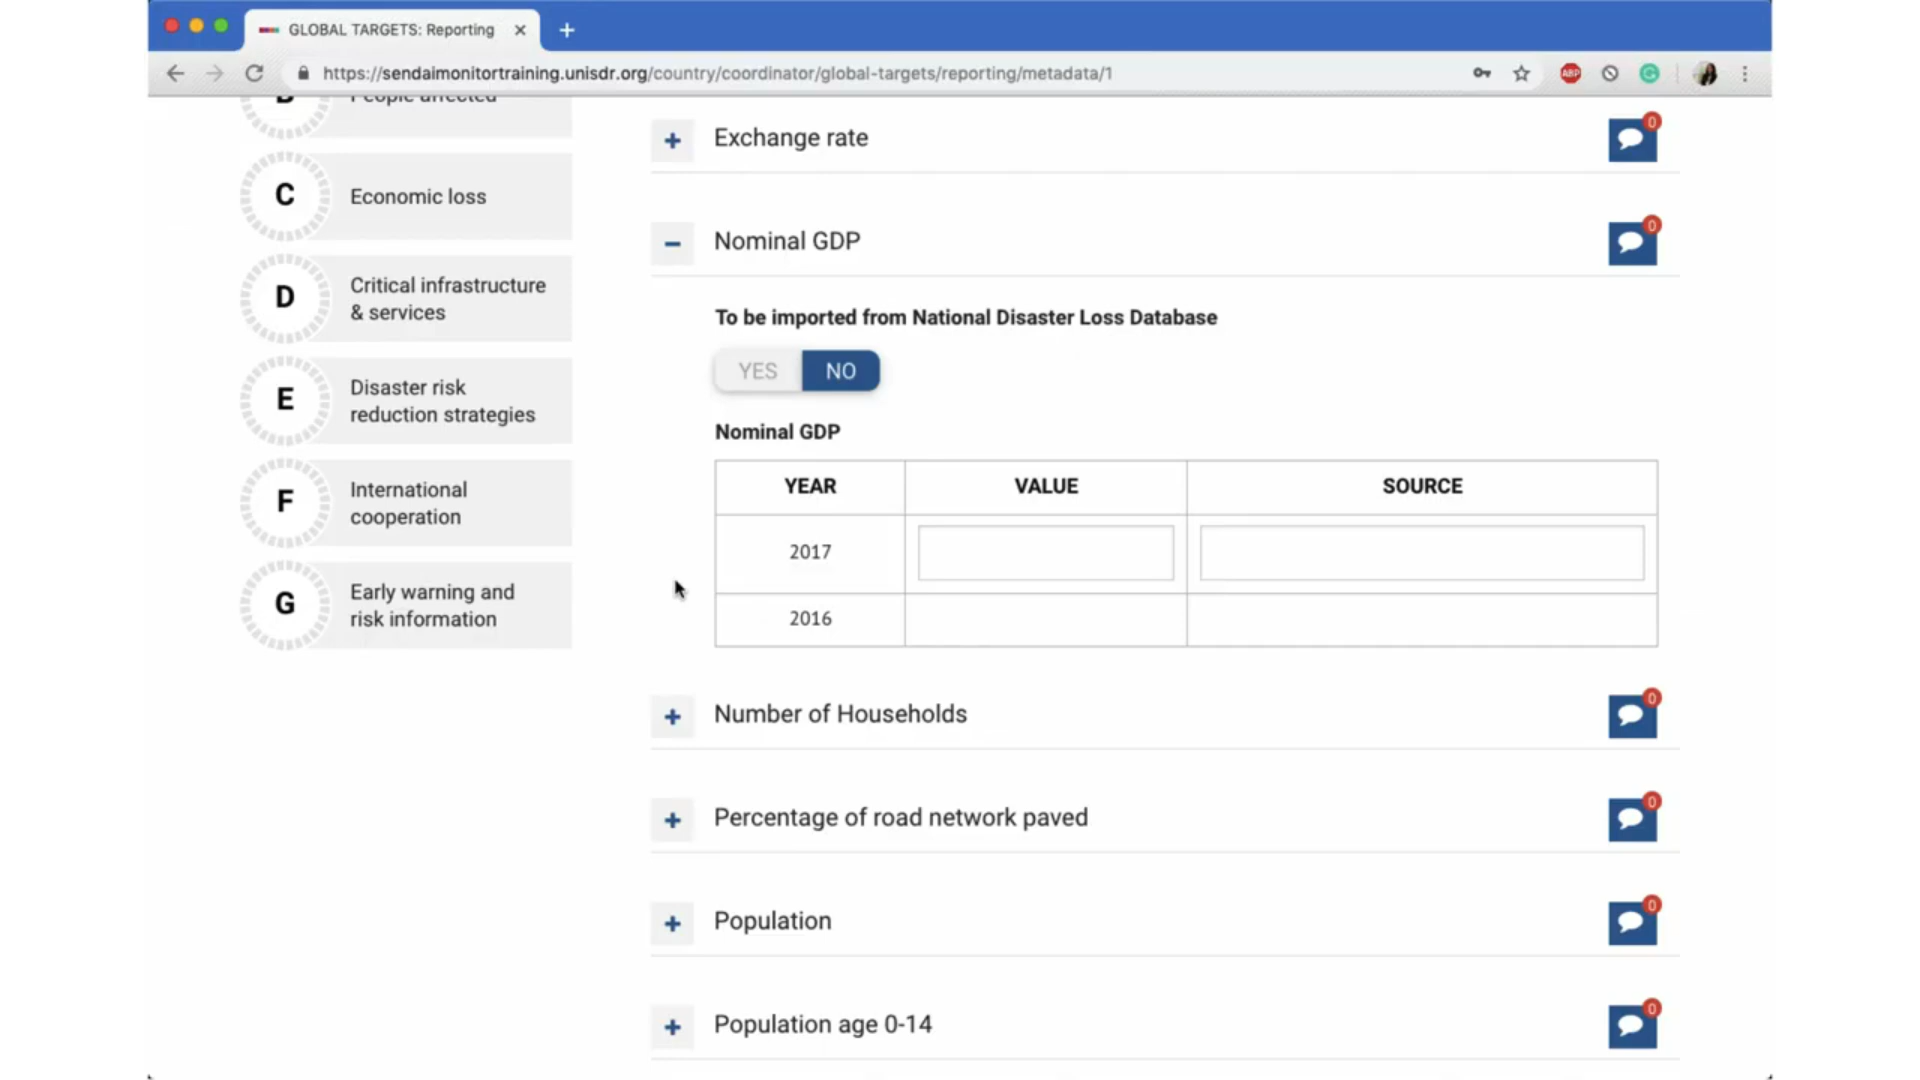 GLOBAL TARGETS: Reporting
https://sendaimonitortraining.unisdr.org/country/coordinator/global-targets/reporting/metadata/1
ABP
B
People affected
C
Economic loss
D
Critical infrastructure
& services
E
Disaster risk
reduction strategies
F
International
cooperation
G
Early warning and
risk information
Exchange rate
0
Nominal GDP
0
To be imported from National Disaster Loss Database
YES NO
Nominal GDP
YEAR VALUE SOURCE
2017
2016
Number of Households
0
Percentage of road network paved
0
Population
0
Population age 0-14
0